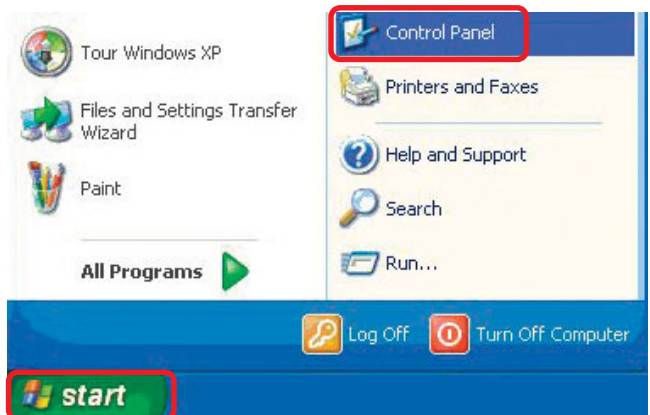 Tour Windows XP
Files and Settings Transfer
Wizard
Paint
All Programs
Control Panel
Printers and Faxes
Help and Support
Search
Run...
Log Off
Turn Off Computer
start